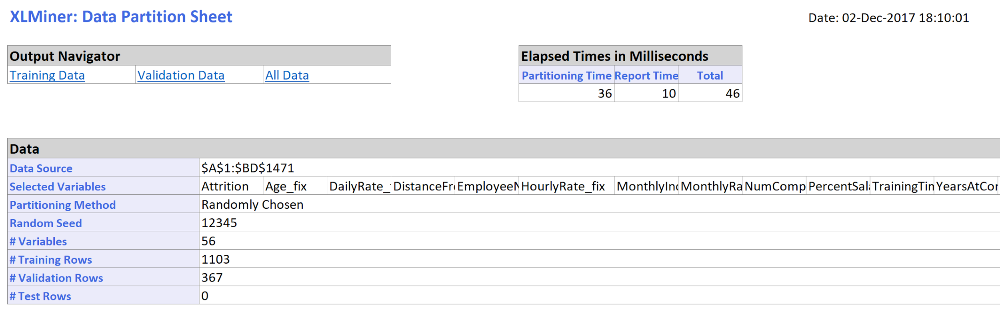 XLMiner: Data Partition Sheet
Date: 02-Dec-2017 18:10:01
Output Navigator
Training Data Validation Data All Data
Elapsed Times in Milliseconds
Partitioning Time Report Time Total
36 10 46
Data
Data Source $A$1:$BD$1471
Selected Variables Attrition Age_fix DailyRate_ DistanceFr EmployeeN HourlyRate_fix MonthlyInc MonthlyRa NumComp PercentSala TrainingTim YearsAtCor
Partitioning Method Randomly Chosen
Random Seed 12345
# Variables 56
# Training Rows 1103
# Validation Rows 367
# Test Rows 0